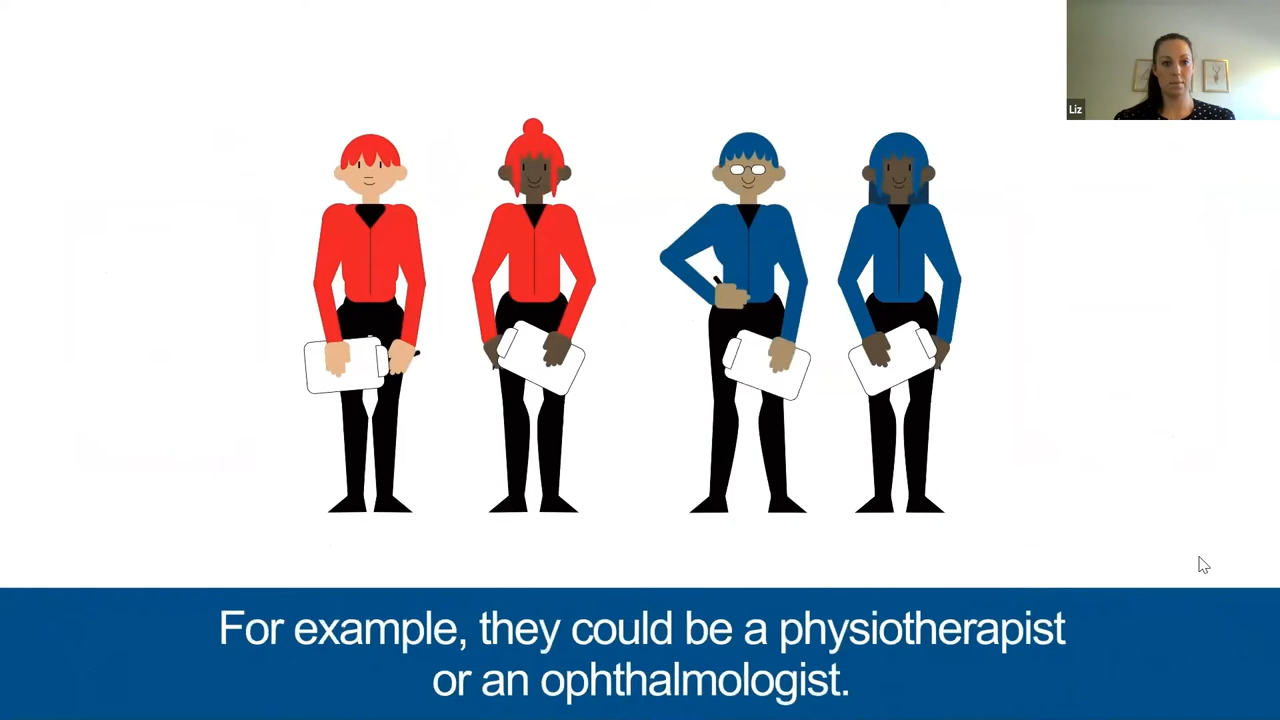 Liz
For example, they could be a physiotherapist
or an ophthalmologist.